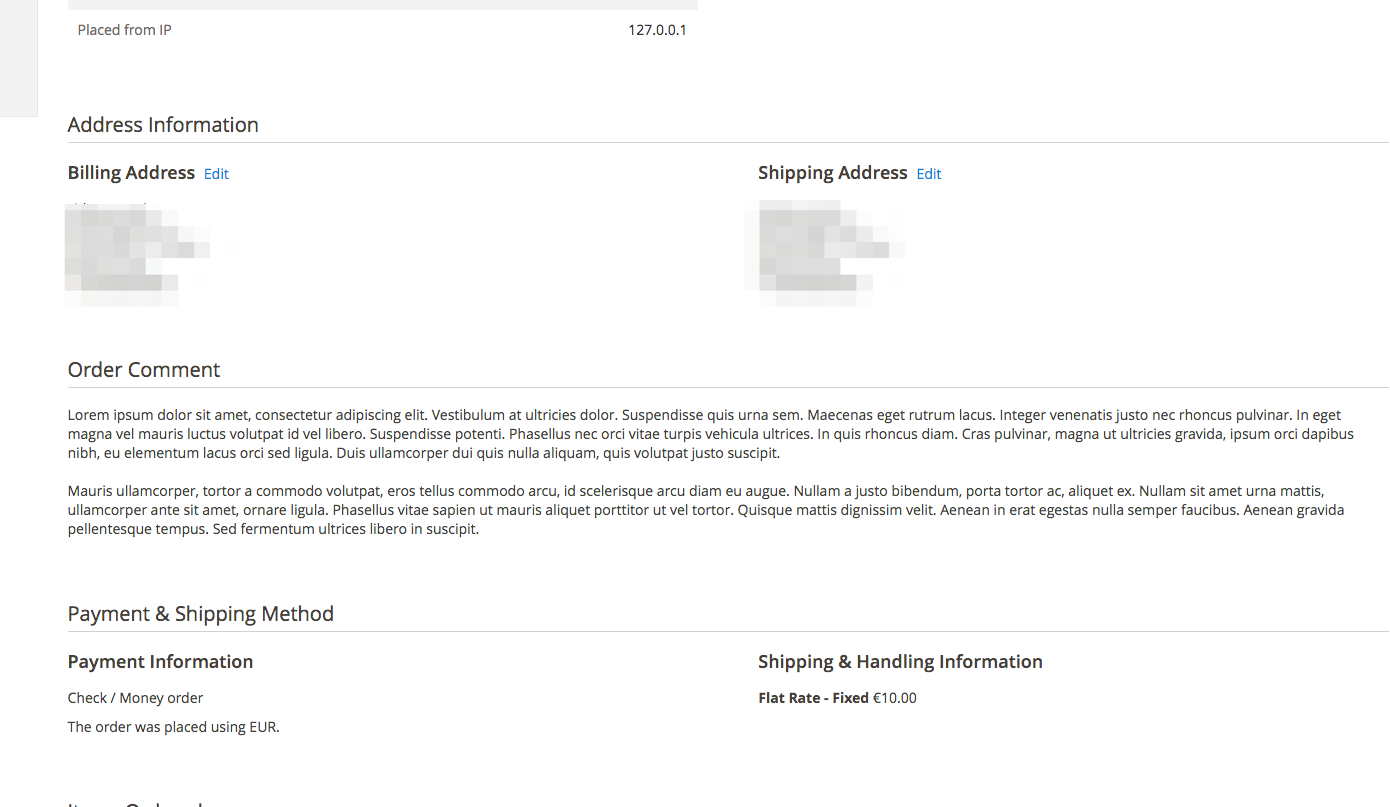 Placed from IP 127.0.0.1
Address Information
Billing Address Edit
Shipping Address Edit
Order Comment
Lorem ipsum dolor sit amet, consectetur adipiscing elit. Vestibulum at ultricies dolor. Suspendisse quis urna sem. Maecenas eget rutrum lacus. Integer venenatis justo nec rhoncus pulvinar. In eget
magna vel mauris luctus volutpat id vel libero. Suspendisse potenti. Phasellus nec orci vitae turpis vehicula ultrices. In quis rhoncus diam. Cras pulvinar, magna ut ultricies gravida, ipsum orci dapibus
nibh, eu elementum lacus orci sed ligula. Duis ullamcorper dui quis nulla aliquam, quis volutpat justo suscipit.
Mauris ullamcorper, tortor a commodo volutpat, eros tellus commodo arcu, id scelerisque arcu diam eu augue. Nullam a justo bibendum, porta tortor ac, aliquet ex. Nullam sit amet urna mattis,
ullamcorper ante sit amet, ornare ligula. Phasellus vitae sapien ut mauris aliquet porttitor ut vel tortor. Quisque mattis dignissim velit. Aenean in erat egestas nulla semper faucibus. Aenean gravida
pellentesque tempus. Sed fermentum ultrices libero in suscipit.
Payment & Shipping Method
Payment Information
Check / Money order
The order was placed using EUR.
Shipping & Handling Information
Flat Rate - Fixed €10.00